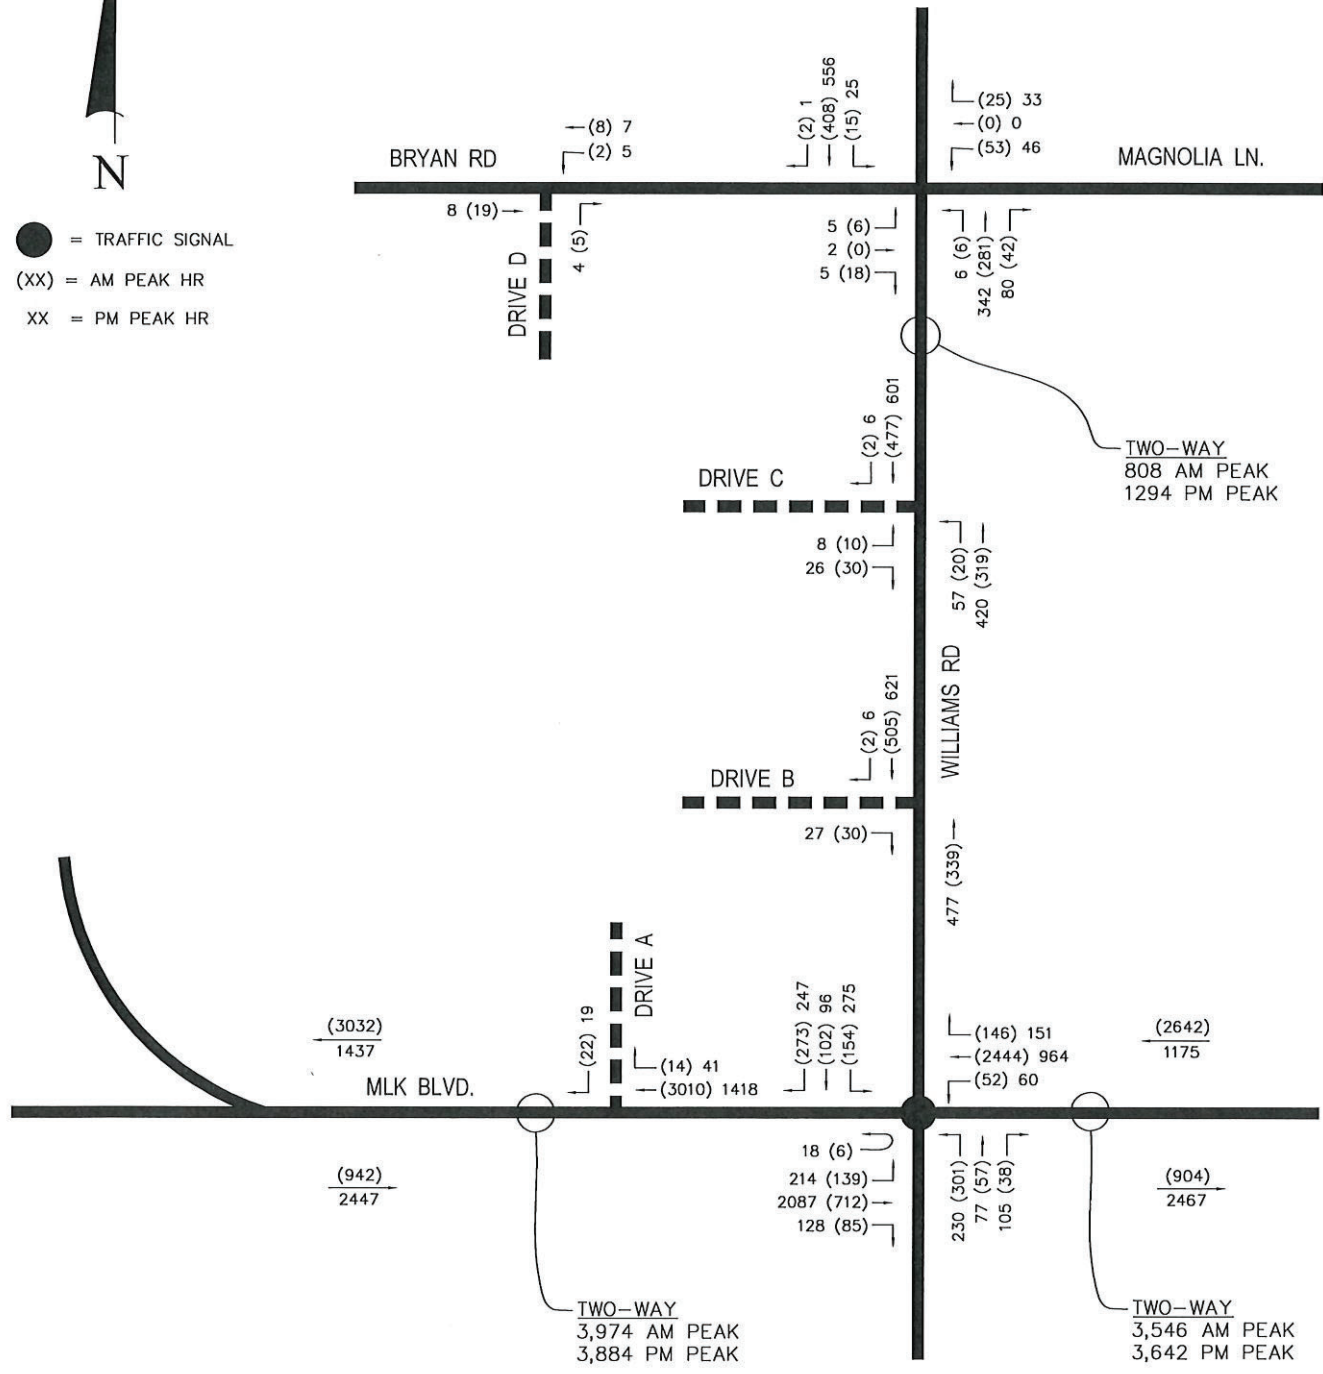 N
= TRAFFIC SIGNAL
(XX) = AM PEAK HR
XX = PM PEAK HR
BRYAN RD
(8) 7
(2) 5
8 (19)
4 (5)
DRIVE D
(2) 1
(408) 556
(15) 25
(25) 33
(0) 0
(53) 46
MAGNOLIA LN.
5 (6)
2 (0)
5 (18)
6 (6)
342 (281)
80 (42)
TWO-WAY
808 AM PEAK
1294 PM PEAK
(2) 6
(477) 601
DRIVE C
8 (10)
26 (30)
57 (20)
420 (319)
WILLIAMS RD
(2) 6
(505) 621
DRIVE B
27 (30)
477 (339)
DRIVE A
(22) 19
(14) 41
(3010) 1418
(273) 247
(102) 96
(154) 275
(146) 151
(2444) 964
(52) 60
(3032)
1437
(2642)
1175
MLK BLVD.
18 (6)
214 (139)
2087 (712)
128 (85)
230 (301)
77 (57)
105 (38)
(942)
2447
(904)
2467
TWO-WAY
3,974 AM PEAK
3,884 PM PEAK
TWO-WAY
3,546 AM PEAK
3,642 PM PEAK